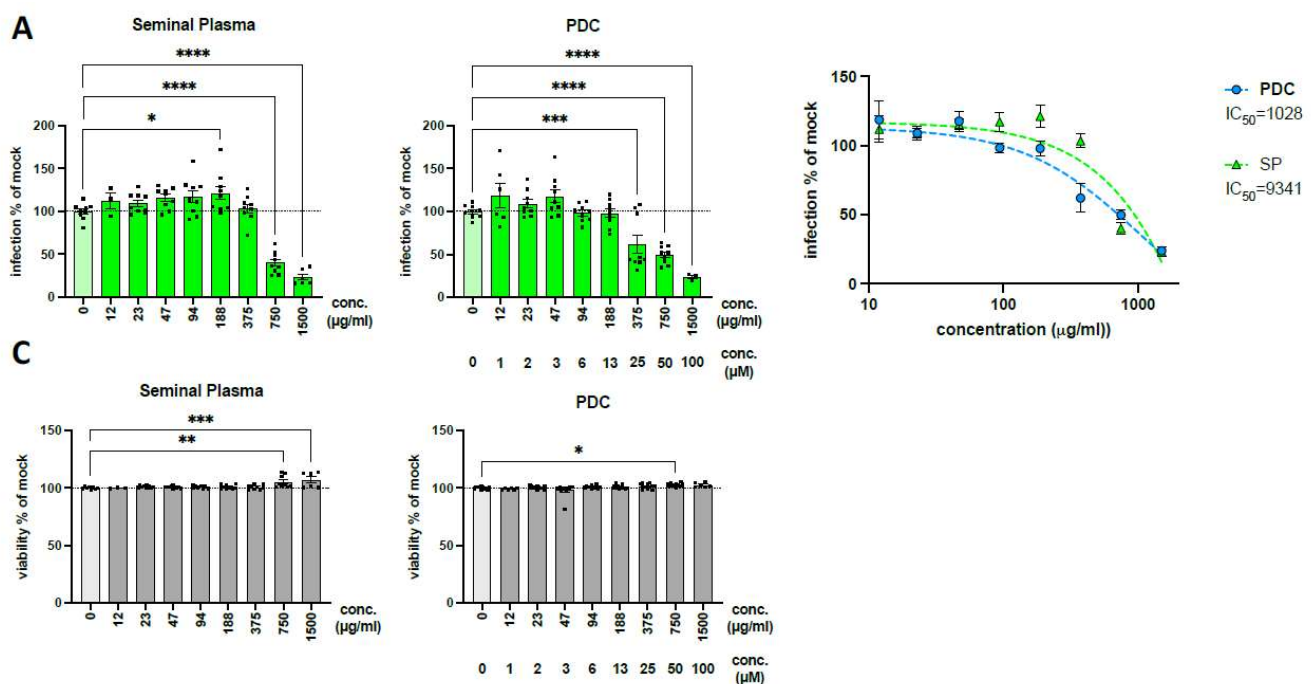 A
Seminal Plasma
****
****
*
infection % of mock
200
150
100
50
0
0 12 23 47 94 188 375 750 1500
conc.
(µg/ml)
PDC
****
****
***
infection % of mock
200
150
100
50
0
0 12 23 47 94 188 375 750 1500
conc.
(µg/ml)
0 1 2 3 6 13 25 50 100
conc.
(µM)
infection % of mock
150
100
50
0
10 100 1000
concentration (µg/ml))
PDC
IC50=1028
SP
IC50=9341
C
Seminal Plasma
***
**
viability % of mock
150
100
50
0
0 12 23 47 94 188 375 750 1500
conc.
(µg/ml)
PDC
*
viability % of mock
150
100
50
0
0 12 23 47 94 188 375 750 1500
conc.
(µg/ml)
0 1 2 3 6 13 25 50 100
conc.
(µM)